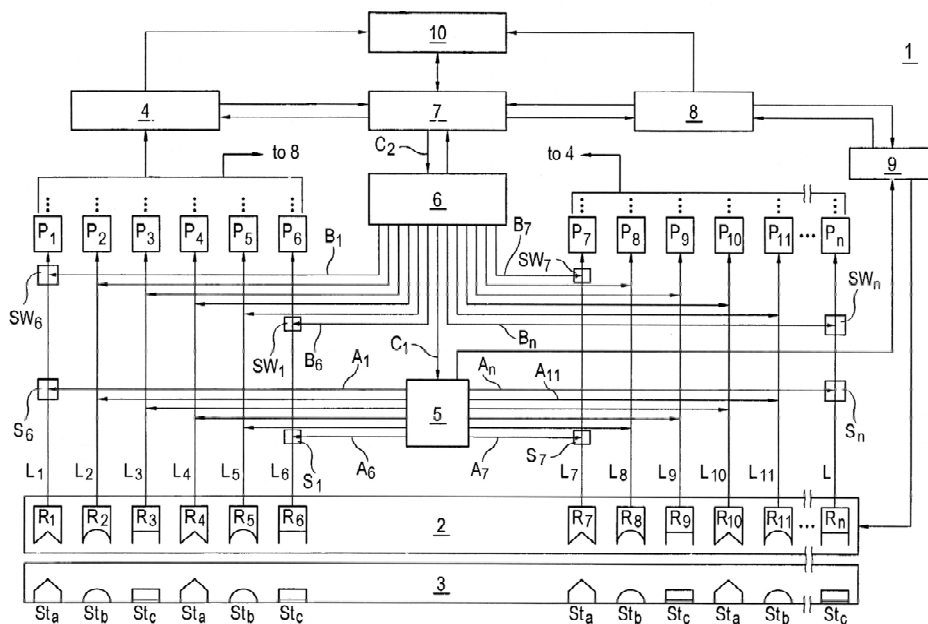 10
1
4
7
8
to 8
C2
to 4
9
6
P1 P2 P3 P4 P5 P6
P7 P8 P9 P10 P11 ... Pn
B1
B7
SW7
SW6
SWn
SW1
B6
C1
Bn
A1
An
A11
S6
5
Sn
S1
A6
A7
S7
L1 L2 L3 L4 L5 L6
L7 L8 L9 L10 L11 L
R1 R2 R3 R4 R5 R6
2
R7 R8 R9 R10 R11 ... Rn
3
Sta Stb Stc Sta Stb Stc
Sta Stb Stc Sta Stb Stc